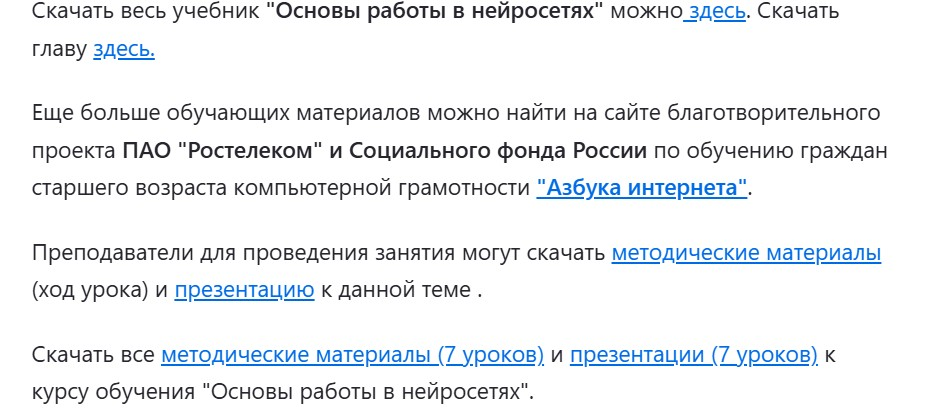 Скачать весь учебник "Основы работы в нейросетях" можно здесь. Скачать
главу здесь.
Еще больше обучающих материалов можно найти на сайте благотворительного
проекта ПАО "Ростелеком" и Социального фонда России по обучению граждан
старшего возраста компьютерной грамотности "Азбука интернета".
Преподаватели для проведения занятия могут скачать методические материалы
(ход урока) и презентацию к данной теме .
Скачать все методические материалы (7 уроков) и презентации (7 уроков) к
курсу обучения "Основы работы в нейросетях".